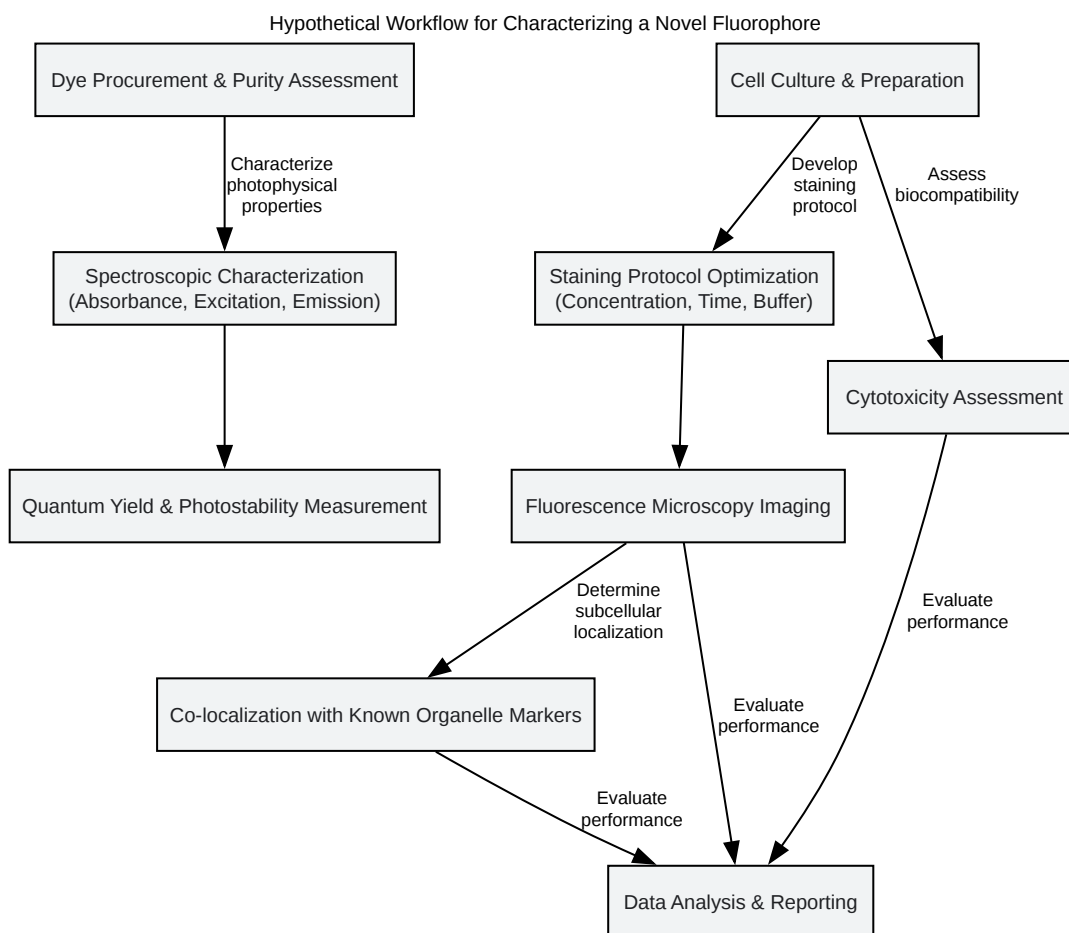 Hypothetical Workflow for Characterizing a Novel Fluorophore
Dye Procurement & Purity Assessment
Cell Culture & Preparation
Characterize
photophysical
properties
Develop
staining
protocol
Assess
biocompatibility
Spectroscopic Characterization
(Absorbance, Excitation, Emission)
Staining Protocol Optimization
(Concentration, Time, Buffer)
Cytotoxicity Assessment
Quantum Yield & Photostability Measurement
Fluorescence Microscopy Imaging
Determine
subcellular
localization
Evaluate
performance
Co-localization with Known Organelle Markers
Evaluate
performance
Evaluate
performance
Data Analysis & Reporting